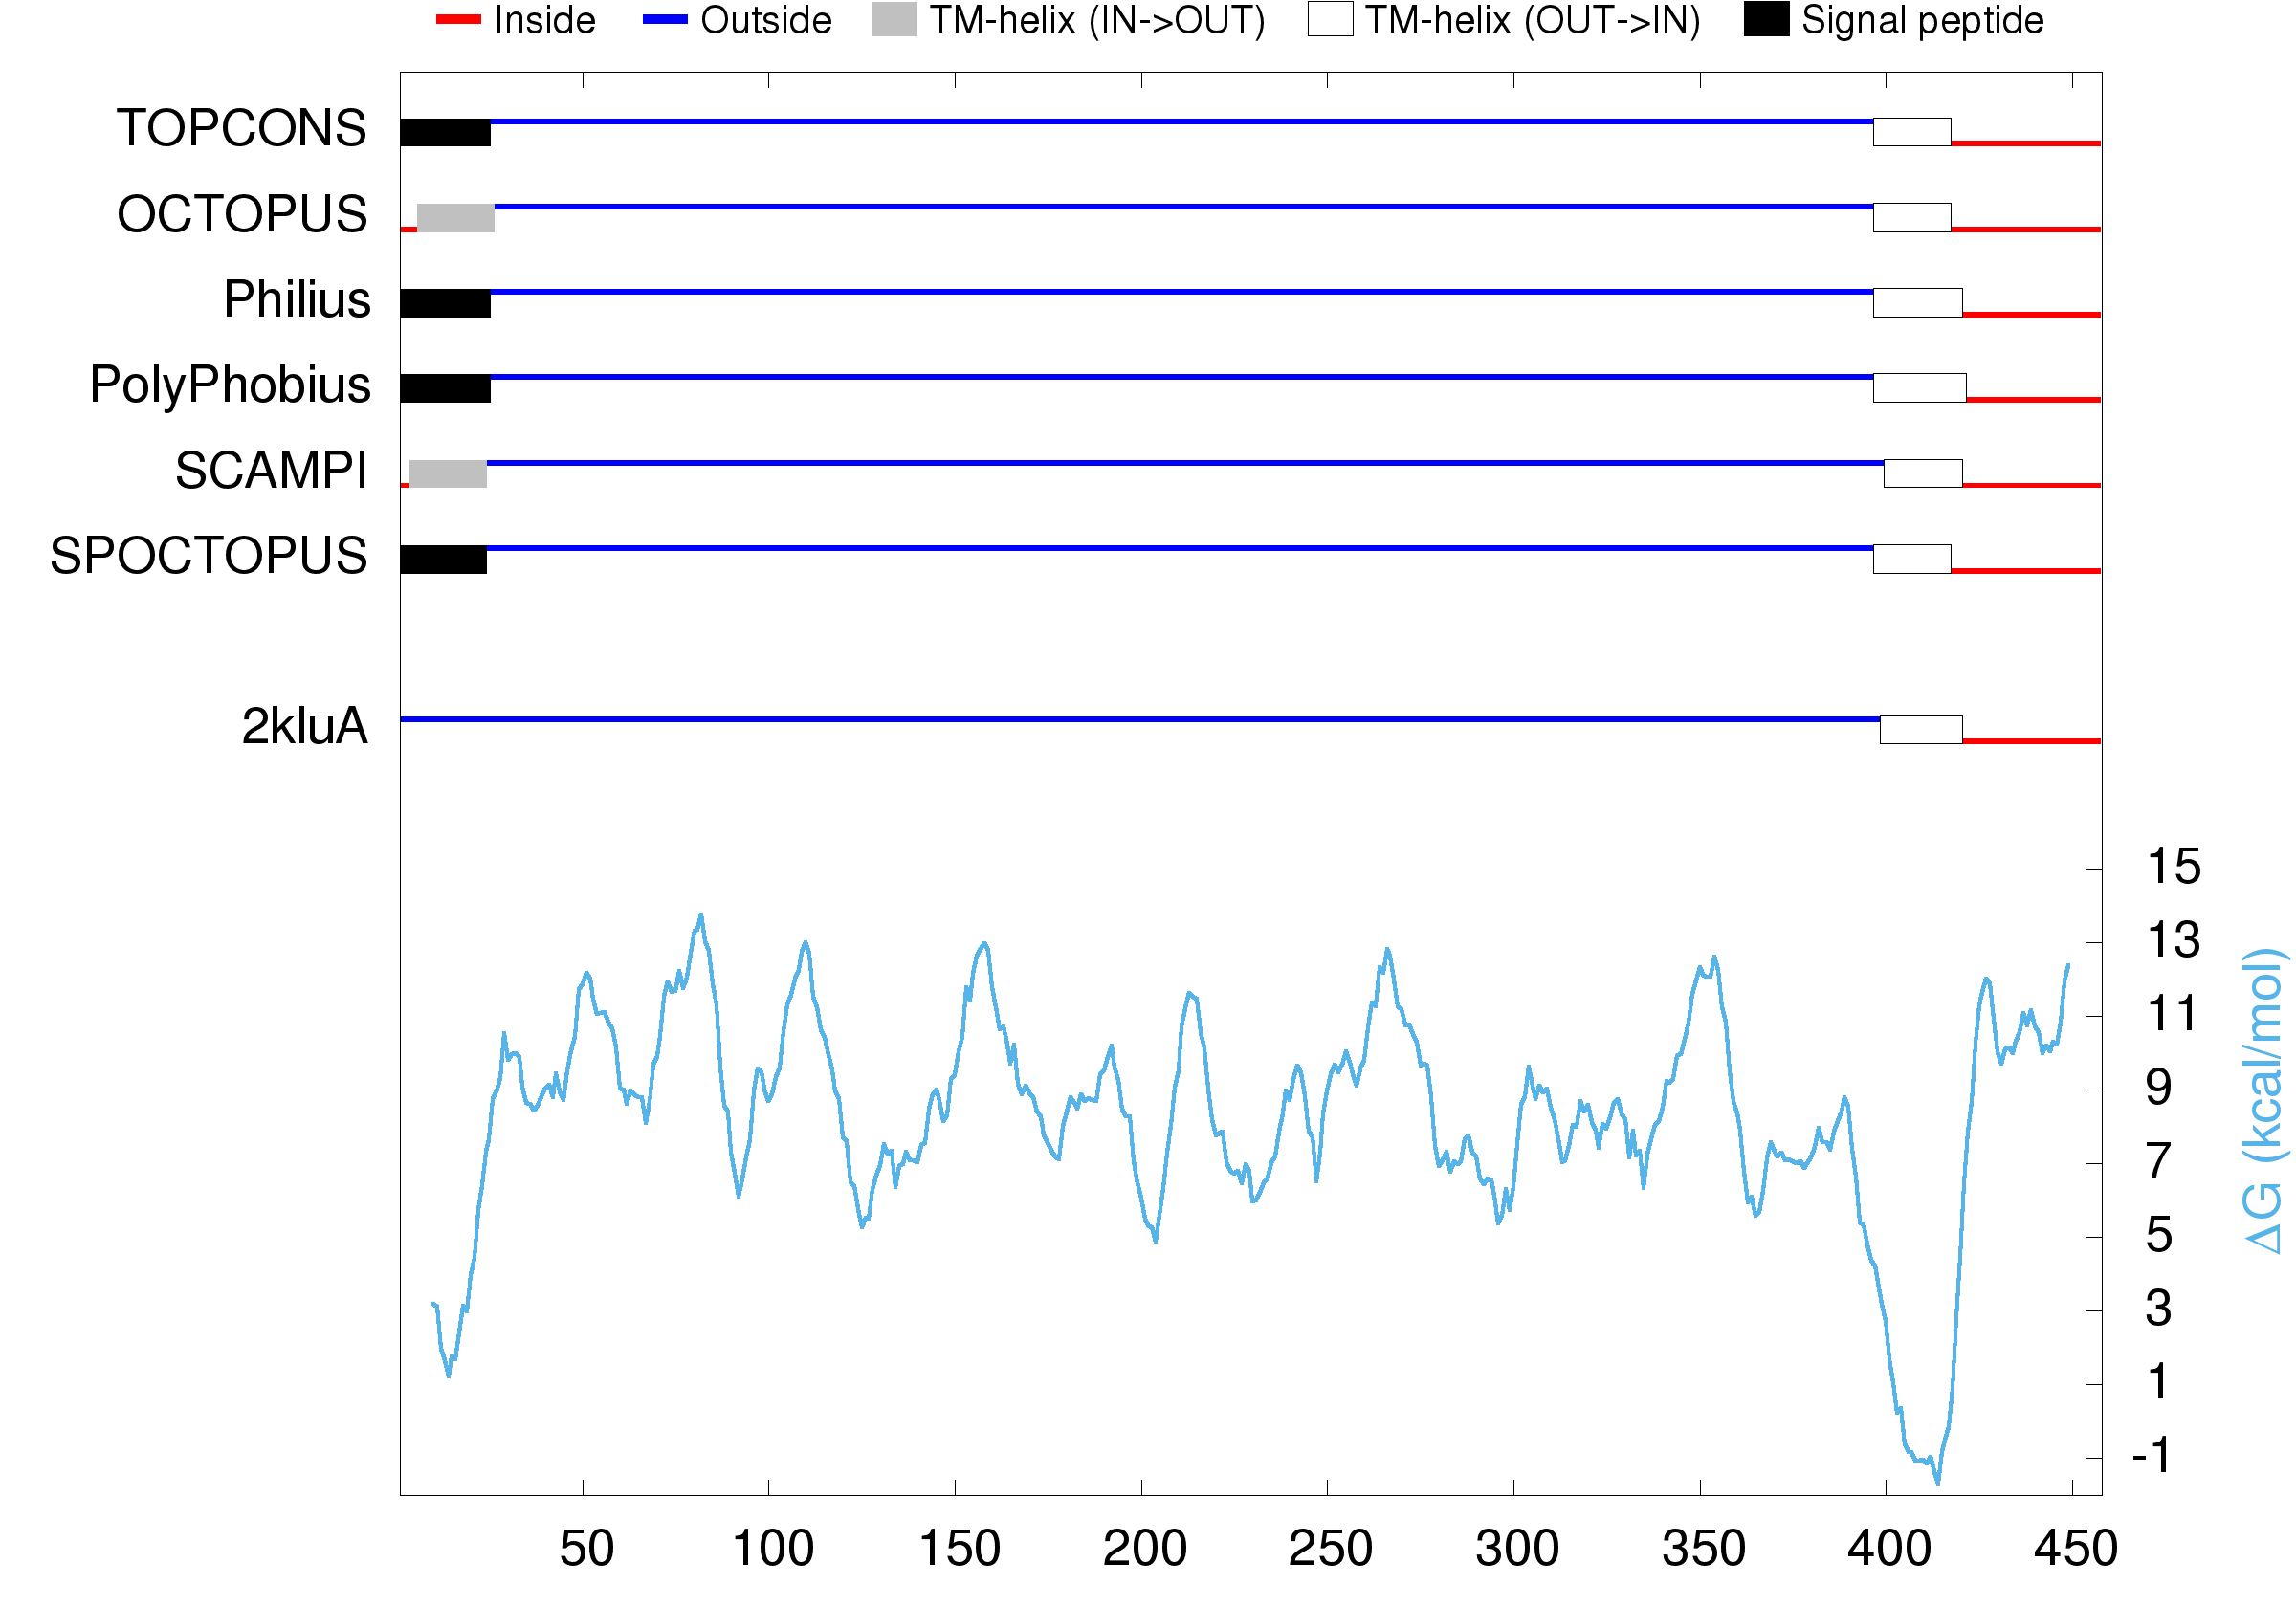 Inside Outside TM-helix (IN->OUT) TM-helix (OUT->IN) Signal peptide
TOPCONS
OCTOPUS
Philius
PolyPhobius
SCAMPI
SPOCTOPUS
2kluA
15
13
11
9
7
5
3
1
-1
ΔG (kcal/mol)
50 100 150 200 250 300 350 400 450